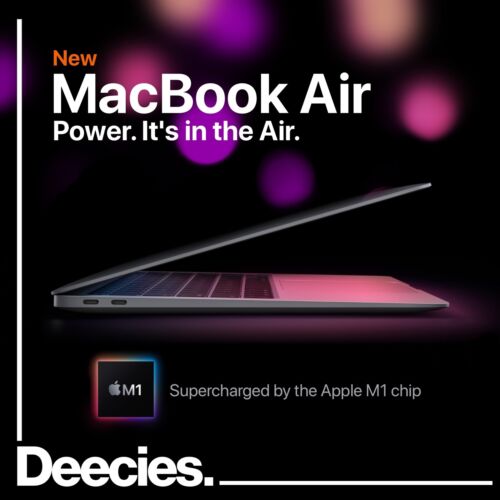 New
MacBook Air
Power. It's in the Air.
M1
Supercharged by the Apple M1 chip
Deecies.